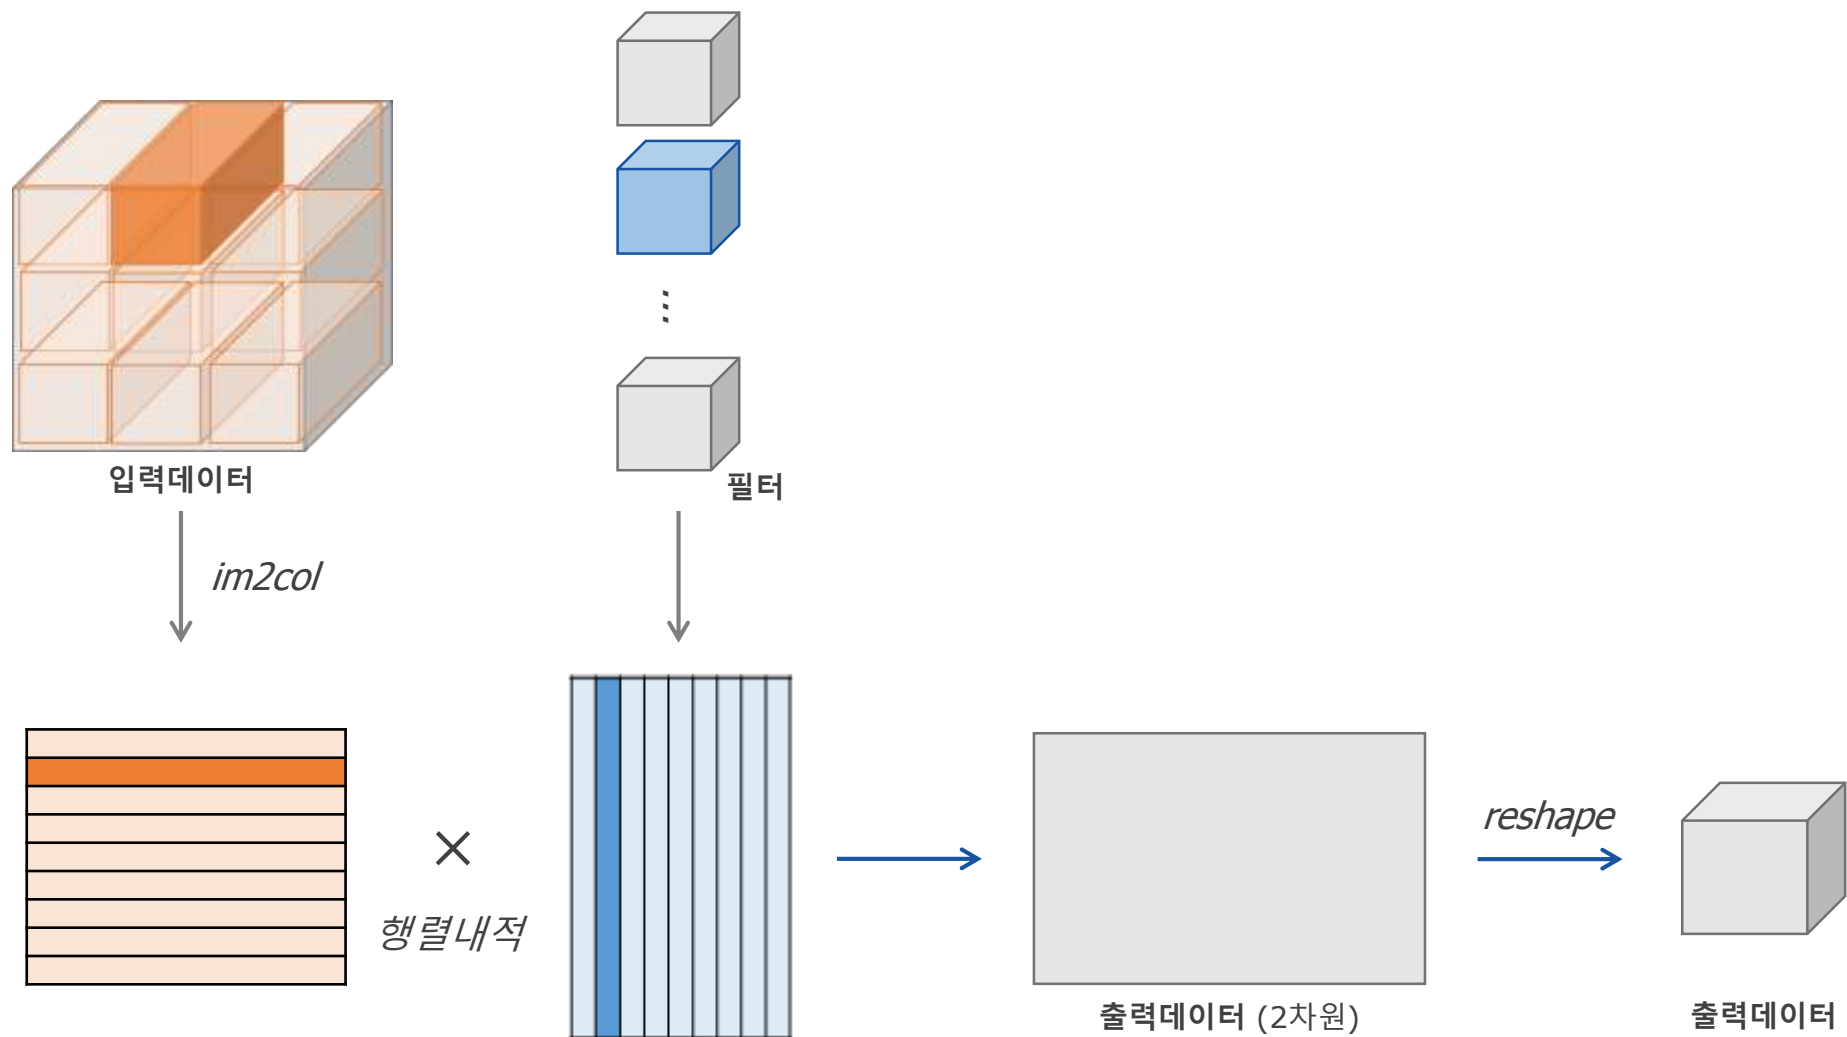 ⋮
입력데이터
필터
im2col
×
행렬내적
reshape
출력데이터 (2차원)
출력데이터